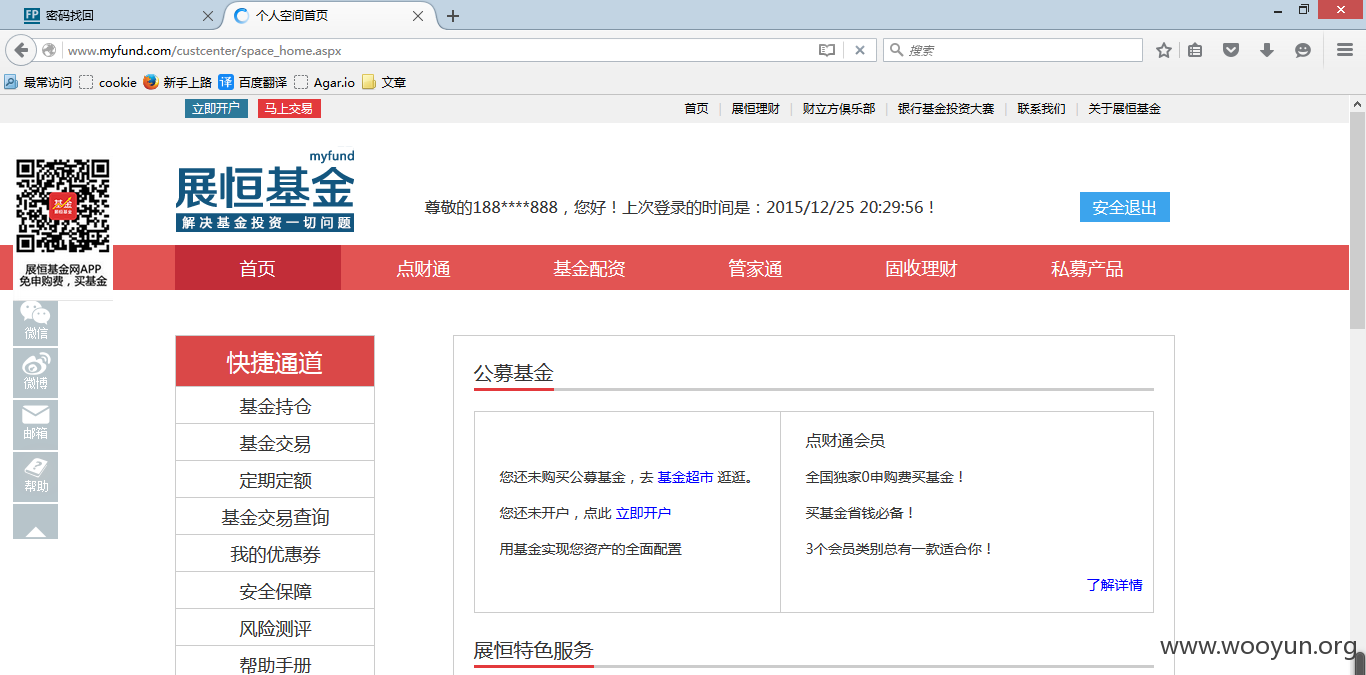 密码找回
个人空间首页
www.myfund.com/custcenter/space_home.aspx
搜索
最常访问
cookie
新手上路
译 百度翻译
Agar.io
文章
立即开户
马上交易
首页
展恒理财
财立方俱乐部
银行基金投资大赛
联系我们
关于展恒基金
myfund
展恒基金
解决基金投资一切问题
基金
展恒基金
展恒基金网APP
免申购费，买基金
尊敬的188****888，您好！上次登录的时间是：2015/12/25 20:29:56！
安全退出
首页
点财通
基金配资
管家通
固收理财
私募产品
微信
微博
邮箱
帮助
快捷通道
基金持仓
基金交易
定期定额
基金交易查询
我的优惠券
安全保障
风险测评
帮助手册
公募基金
您还未购买公募基金，去 基金超市 逛逛。
您还未开户，点此 立即开户
用基金实现您资产的全面配置
点财通会员
全国独家0申购费买基金！
买基金省钱必备！
3个会员类别总有一款适合你！
了解详情
展恒特色服务
www.wooyun.org